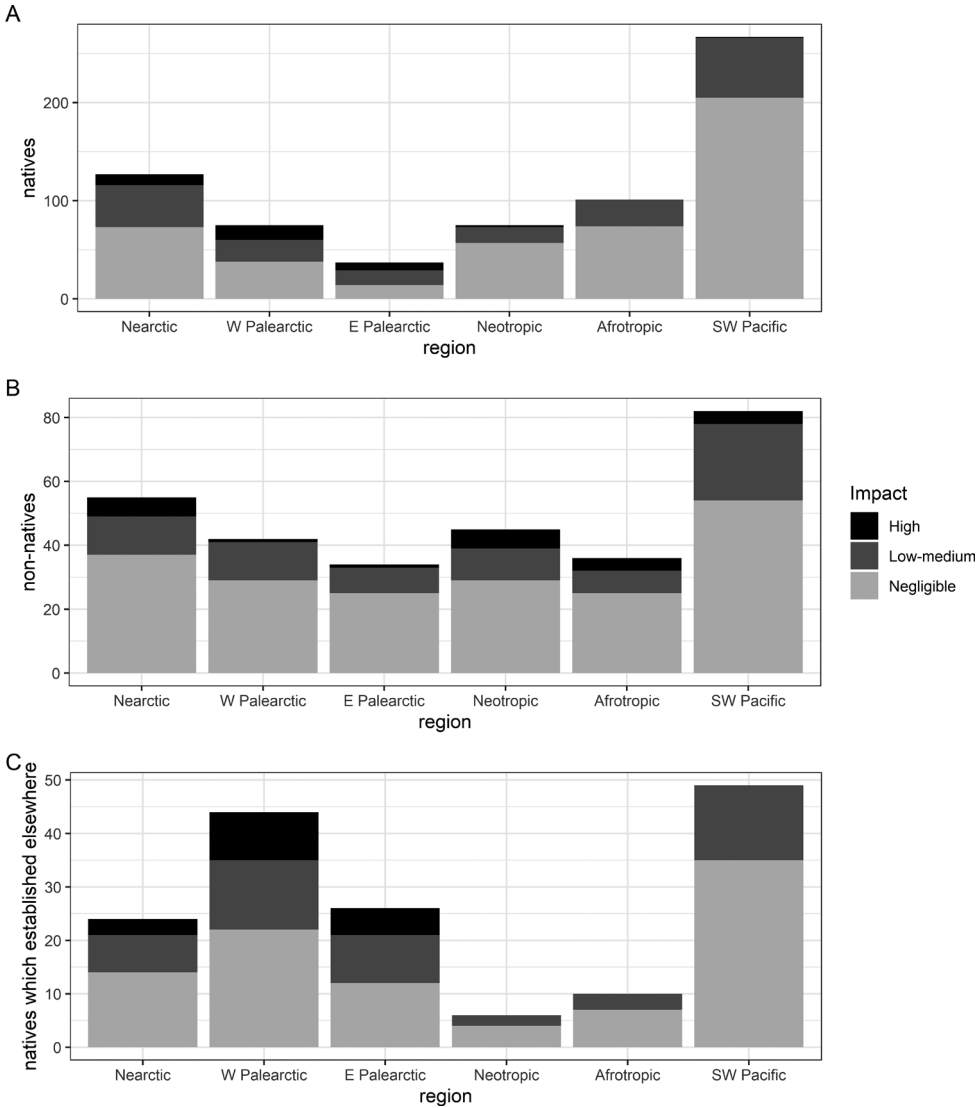 A
natives
200
100
0
Nearctic W Palearctic E Palearctic Neotropic Afrotropic SW Pacific
region
B
non-natives
80
60
40
20
0
Nearctic W Palearctic E Palearctic Neotropic Afrotropic SW Pacific
region
Impact
High
Low-medium
Negligible
C
natives which established elsewhere
50
40
30
20
10
0
Nearctic W Palearctic E Palearctic Neotropic Afrotropic SW Pacific
region